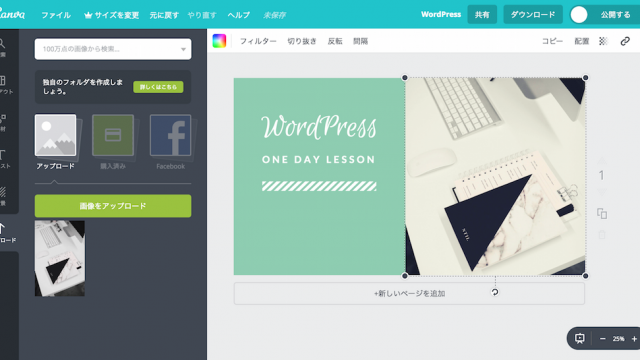 Canva
ファイル
サイズを変更
元に戻す
やり直す
ヘルプ
未保存
WordPress
共有
ダウンロード
公開する
100万点の画像から検索...
フィルター
切り抜き
反転
間隔
コピー
配置
独自のフォルダを作成しま
しょう。
詳しくはこちら
アップロード
購入済み
Facebook
画像をアップロード
WordPress
ONE DAY LESSON
1
+新しいページを追加
25%